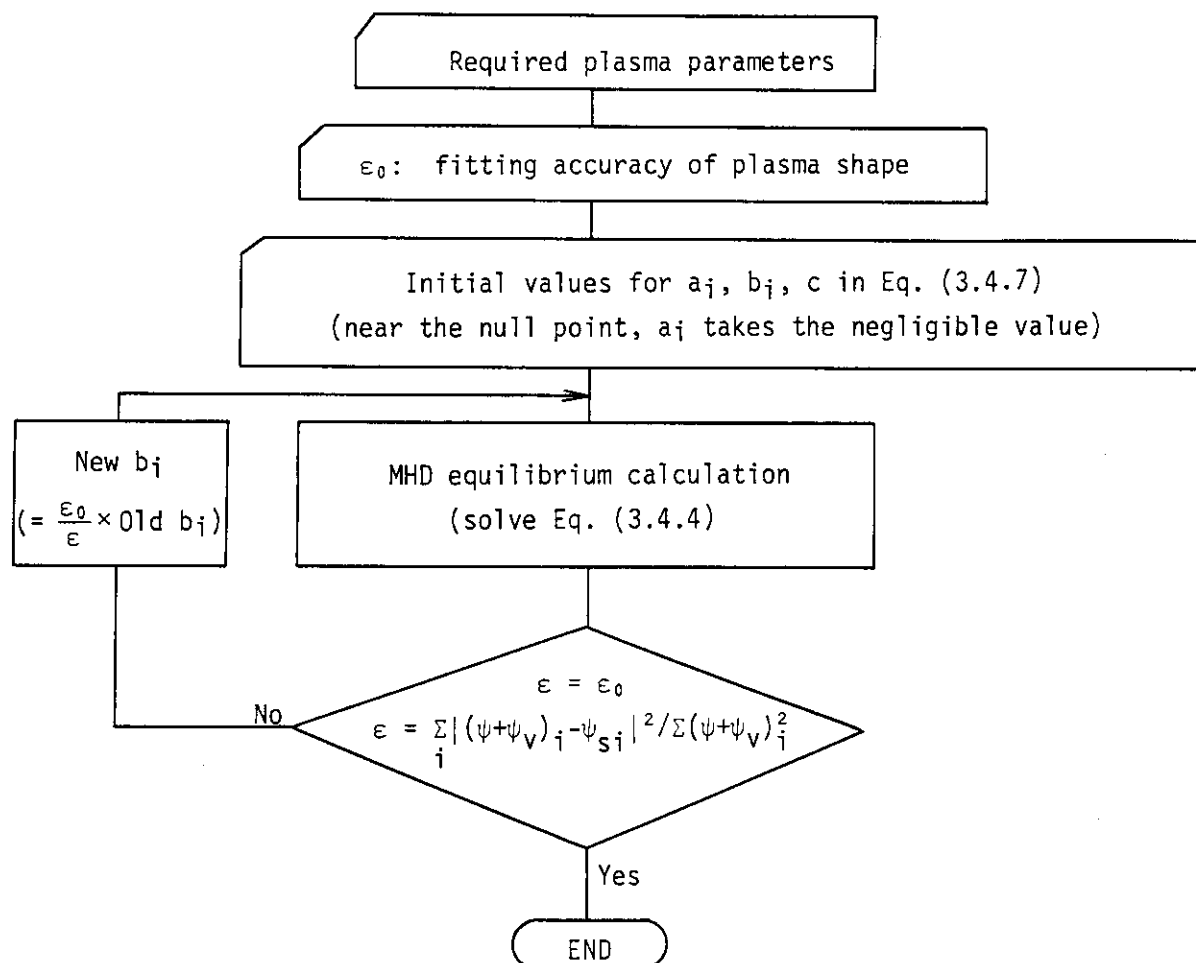 Required plasma parameters
ε₀: fitting accuracy of plasma shape
Initial values for aᵢ, bᵢ, c in Eq. (3.4.7)
(near the null point, aᵢ takes the negligible value)
New bᵢ
(= ε₀/ε × Old bᵢ)
MHD equilibrium calculation
(solve Eq. (3.4.4)
ε = ε₀
ε = Σᵢ|(ψ+ψᵥ)ᵢ-ψₛᵢ|²/Σ(ψ+ψᵥ)ᵢ²
No
Yes
END